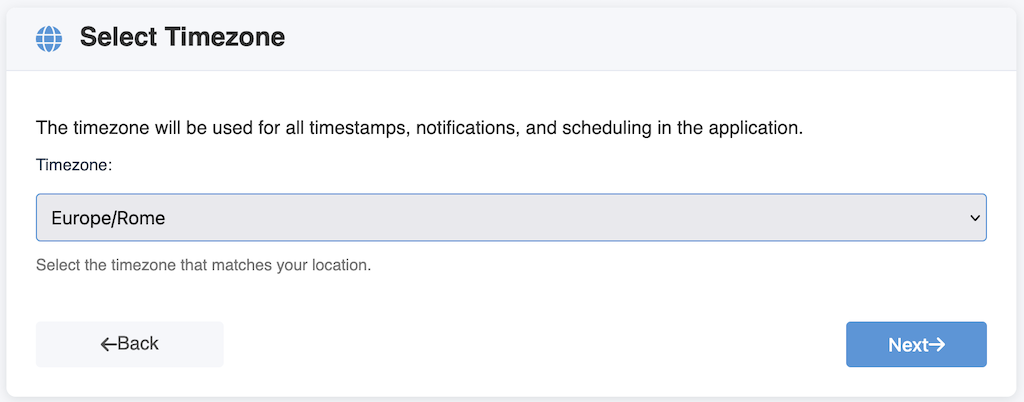 Select Timezone
The timezone will be used for all timestamps, notifications, and scheduling in the application.
Timezone:
Europe/Rome
Select the timezone that matches your location.
←Back
Next→